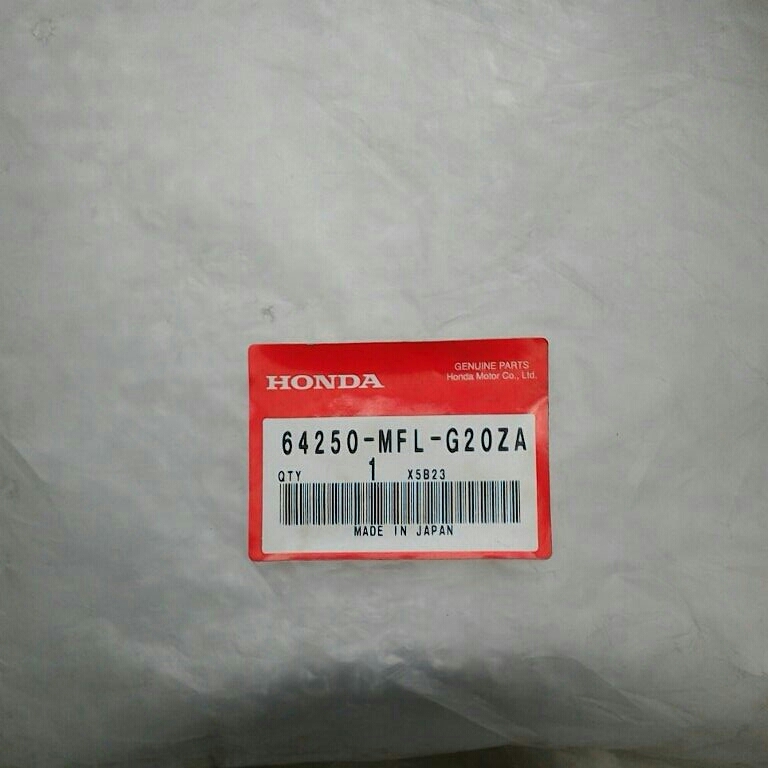 HONDA
GENUINE PARTS
Honda Motor Co., Ltd.
64250-MFL-G20ZA
QTY 1 X5B23
MADE IN JAPAN